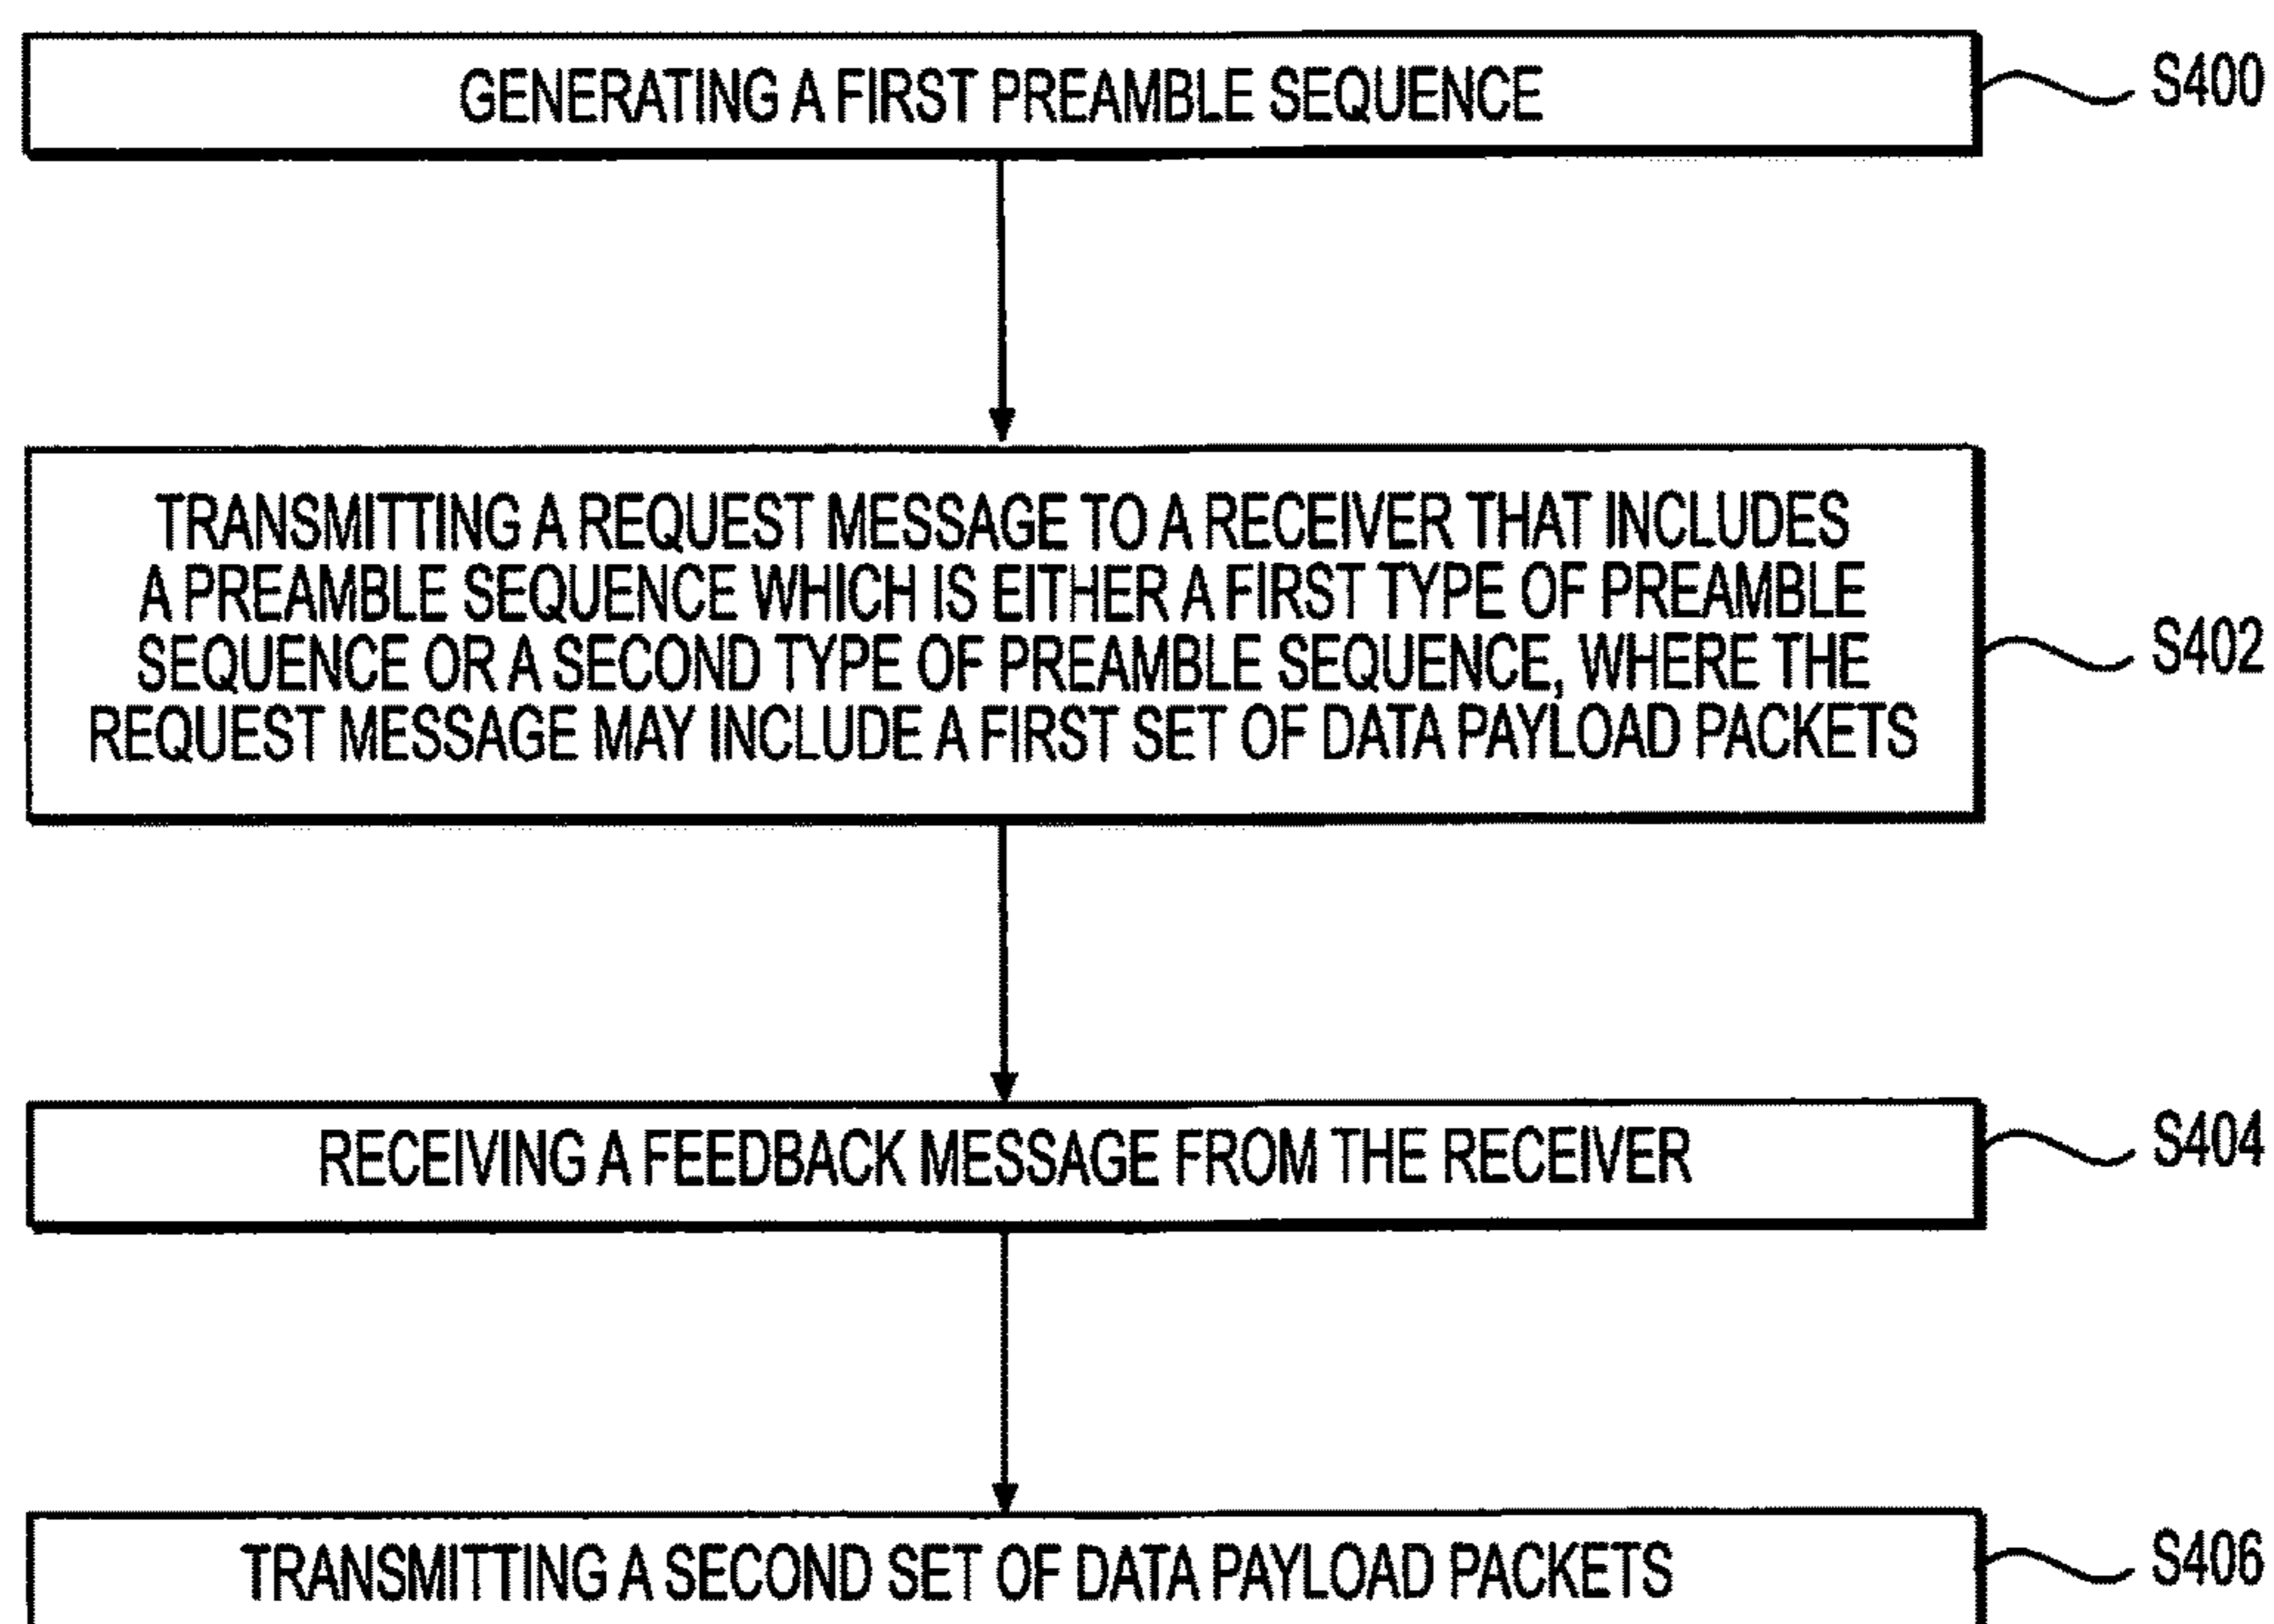 GENERATING A FIRST PREAMBLE SEQUENCE
S400
TRANSMITTING A REQUEST MESSAGE TO A RECEIVER THAT INCLUDES
A PREAMBLE SEQUENCE WHICH IS EITHER A FIRST TYPE OF PREAMBLE
SEQUENCE OR A SECOND TYPE OF PREAMBLE SEQUENCE, WHERE THE
REQUEST MESSAGE MAY INCLUDE A FIRST SET OF DATA PAYLOAD PACKETS
S402
RECEIVING A FEEDBACK MESSAGE FROM THE RECEIVER
S404
TRANSMITTING A SECOND SET OF DATA PAYLOAD PACKETS
S406